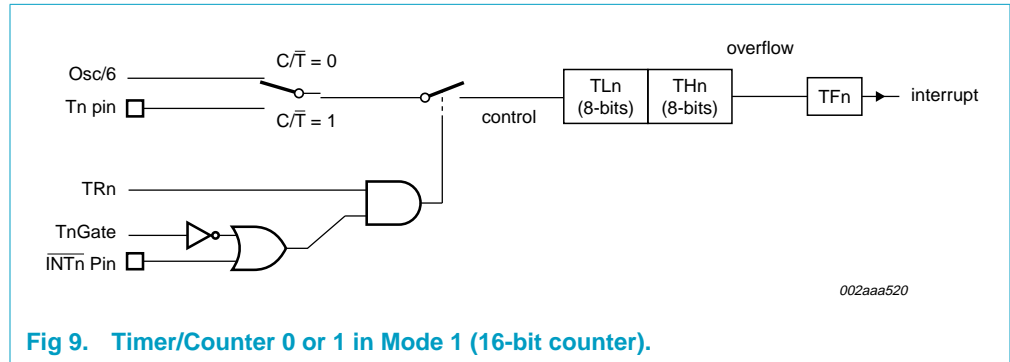 overflow
Osc/6
C/T̅ = 0
Tn pin
C/T̅ = 1
control
TLn
(8-bits)
THn
(8-bits)
TFn
interrupt
TRn
TnGate
I̅N̅T̅n̅ Pin
002aaa520
Fig 9. Timer/Counter 0 or 1 in Mode 1 (16-bit counter).